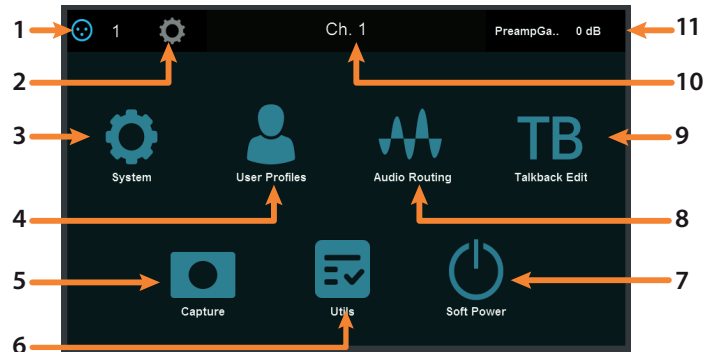 1 1 Ch. 1 PreampGa.. 0 dB 11
2 10
3 TB 9
System User Profiles Audio Routing Talkback Edit
4 8
5 7
Capture Utils Soft Power
6